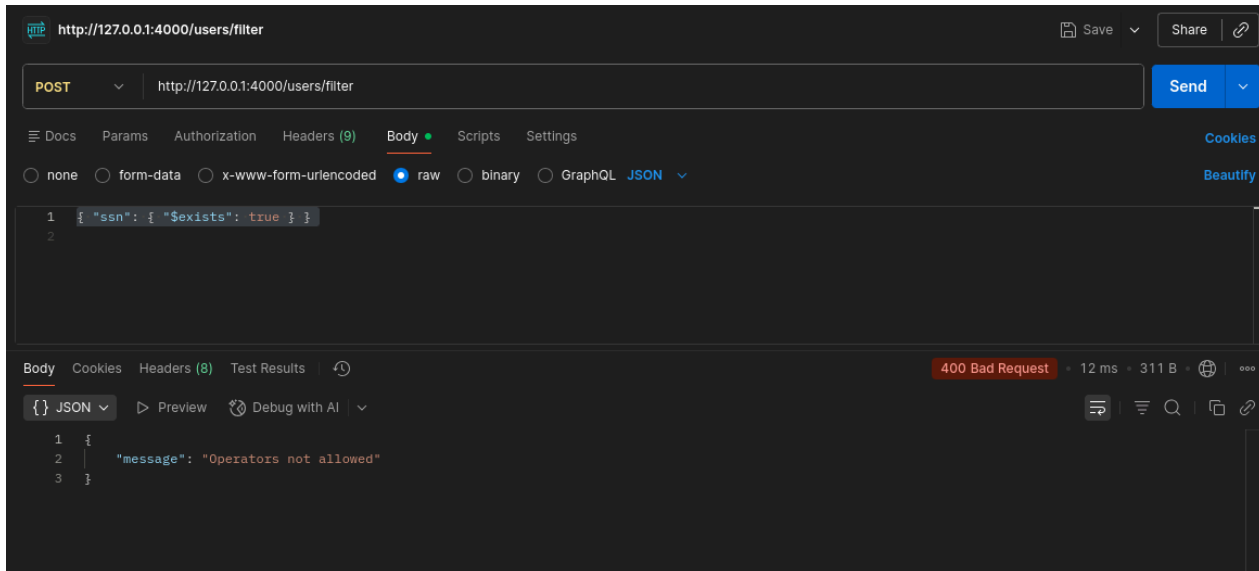 HTTP http://127.0.0.1:4000/users/filter Save Share
POST http://127.0.0.1:4000/users/filter Send
Docs Params Authorization Headers (9) Body Scripts Settings Cookies
none form-data x-www-form-urlencoded raw binary GraphQL JSON Beautify
1 { "ssn": { "$exists": true } }
2
Body Cookies Headers (8) Test Results 400 Bad Request 12 ms 311 B
{} JSON Preview Debug with AI
1 {
2 "message": "Operators not allowed"
3 }